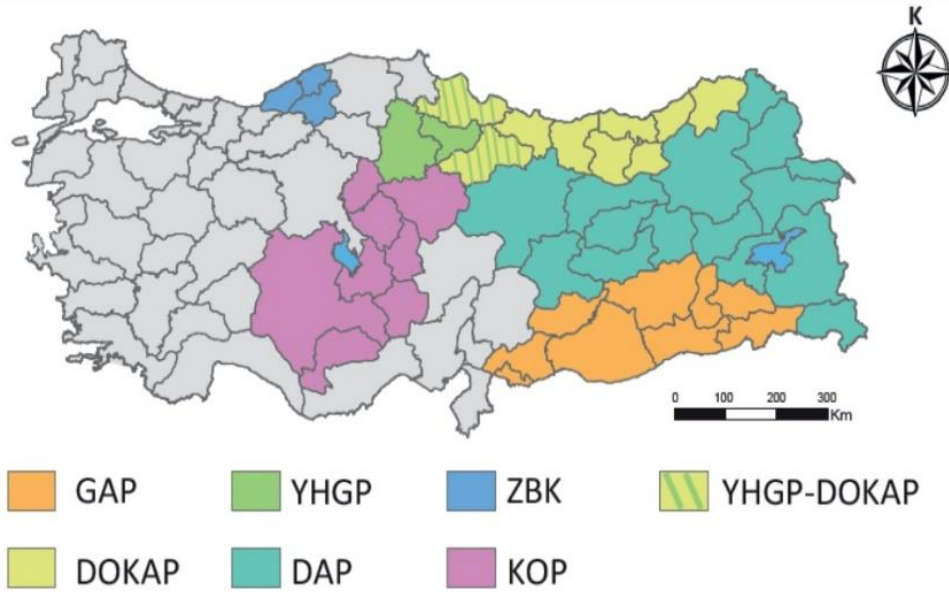 K
0 100 200 300
Km
GAP YHGP ZBK YHGP-DOKAP
DOKAP DAP KOP